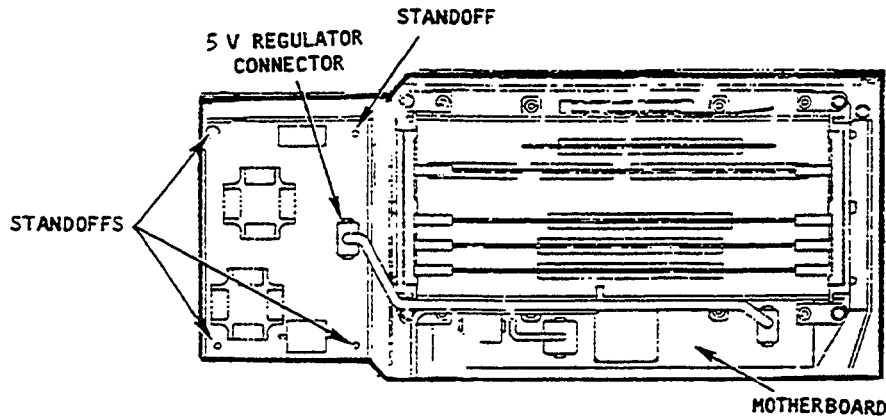 STANDOFF
5 V REGULATOR
CONNECTOR
STANDOFFS
MOTHERBOARD